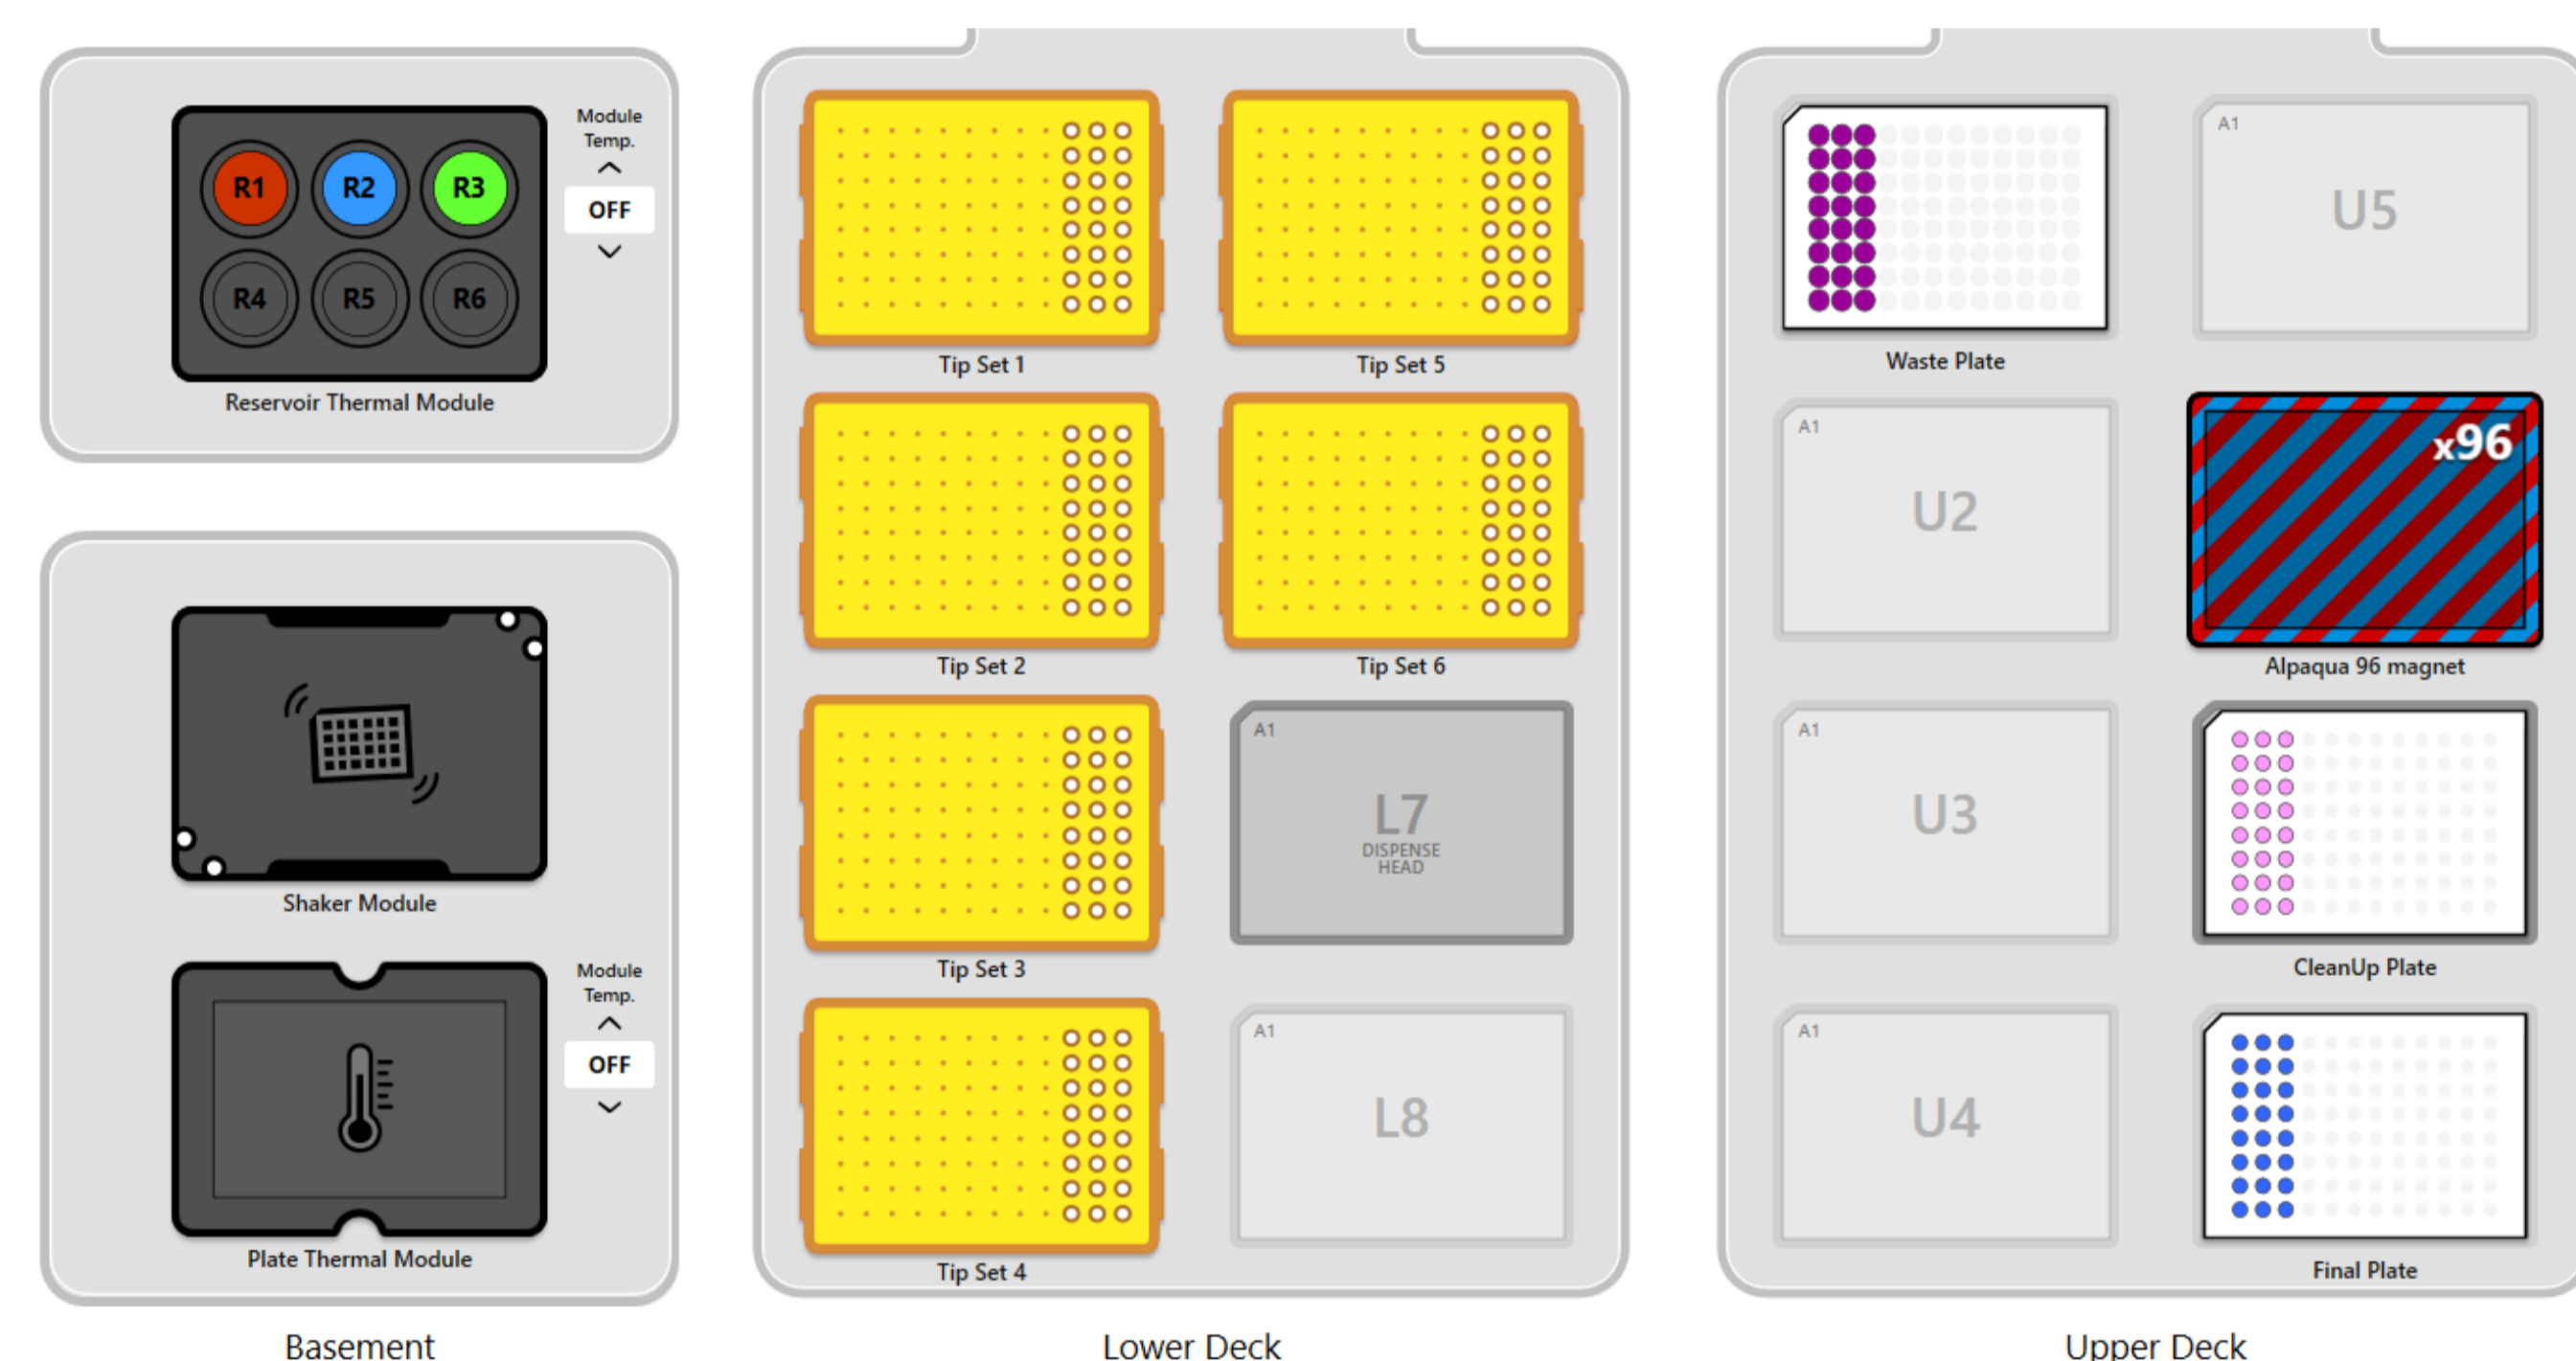 R1 R2 R3
R4 R5 R6
Reservoir Thermal Module
Module
Temp.
OFF
Shaker Module
Plate Thermal Module
Module
Temp.
OFF
Basement
Tip Set 1
Tip Set 5
Tip Set 2
Tip Set 6
Tip Set 3
A1
L7
DISPENSE
HEAD
Tip Set 4
A1
L8
Lower Deck
Waste Plate
A1
U5
A1
U2
x96
Alpaqua 96 magnet
A1
U3
CleanUp Plate
A1
U4
Final Plate
Upper Deck